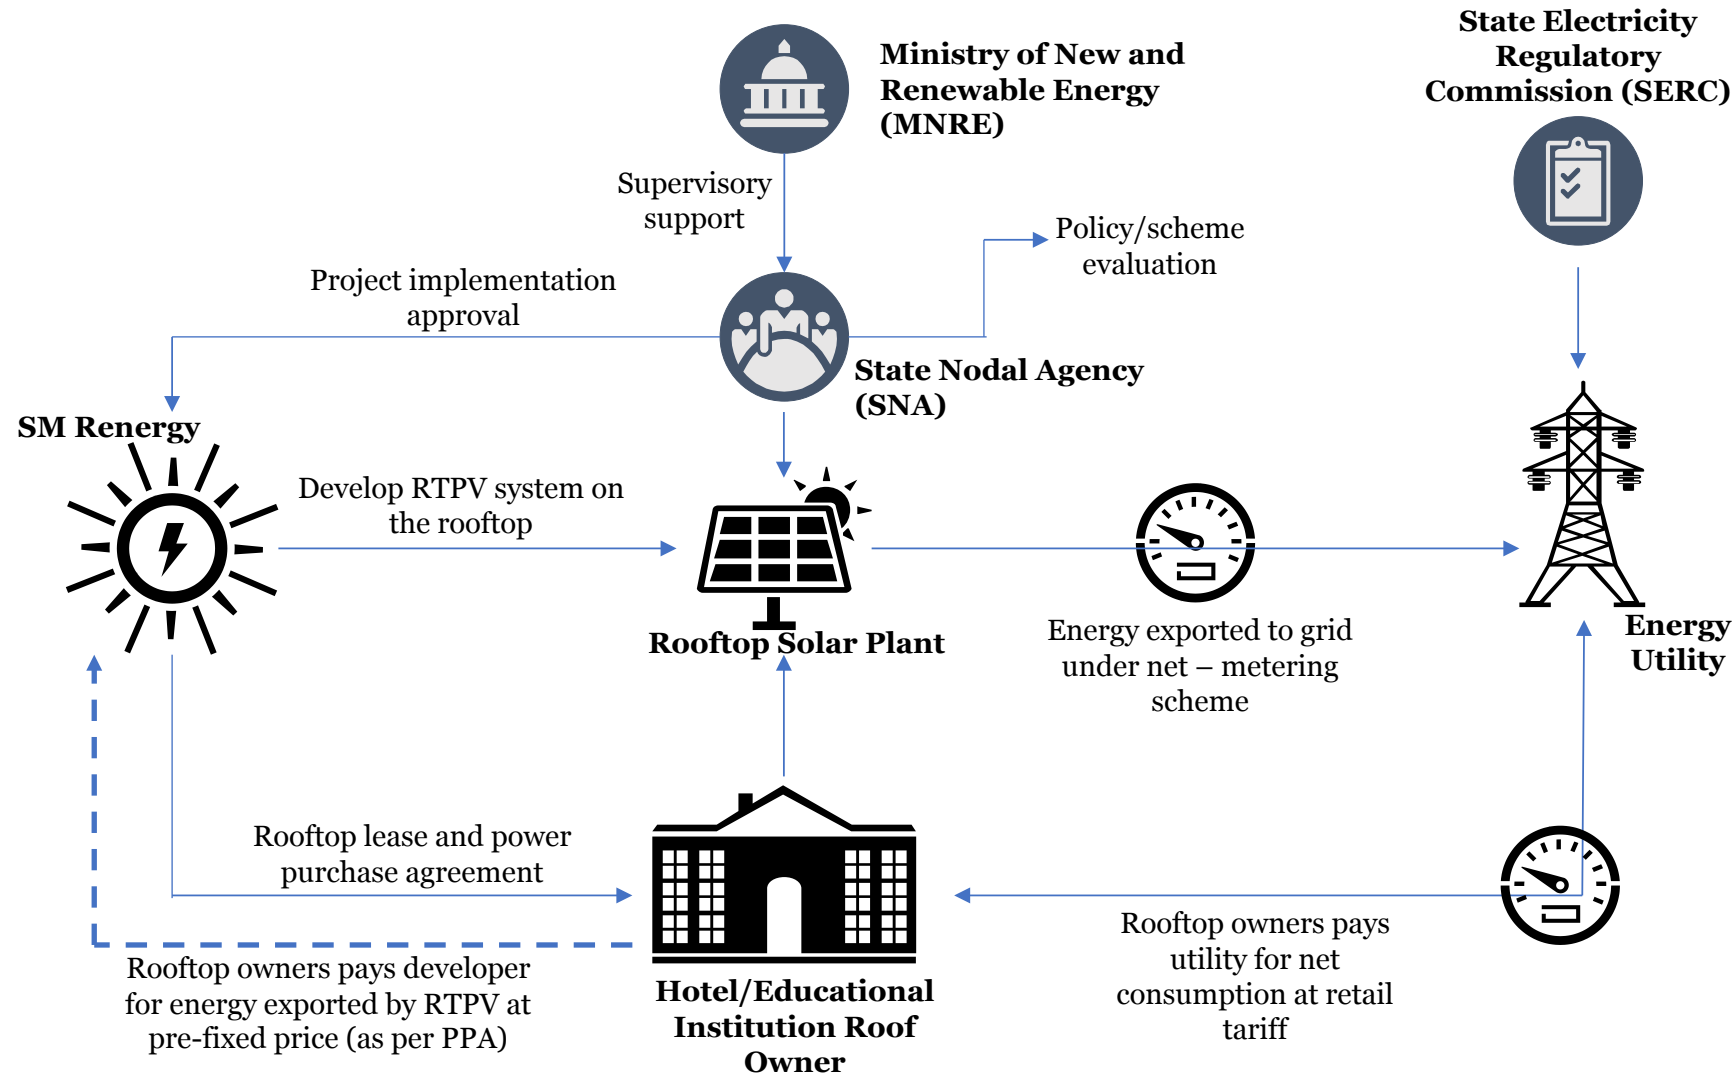 Ministry of New and
Renewable Energy
(MNRE)
State Electricity
Regulatory
Commission (SERC)
Supervisory
support
Policy/scheme
evaluation
Project implementation
approval
State Nodal Agency
(SNA)
SM Renergy
Develop RTPV system on
the rooftop
Rooftop Solar Plant
Energy exported to grid
under net – metering
scheme
Energy
Utility
Rooftop lease and power
purchase agreement
Rooftop owners pays developer
for energy exported by RTPV at
pre-fixed price (as per PPA)
Hotel/Educational
Institution Roof
Owner
Rooftop owners pays
utility for net
consumption at retail
tariff